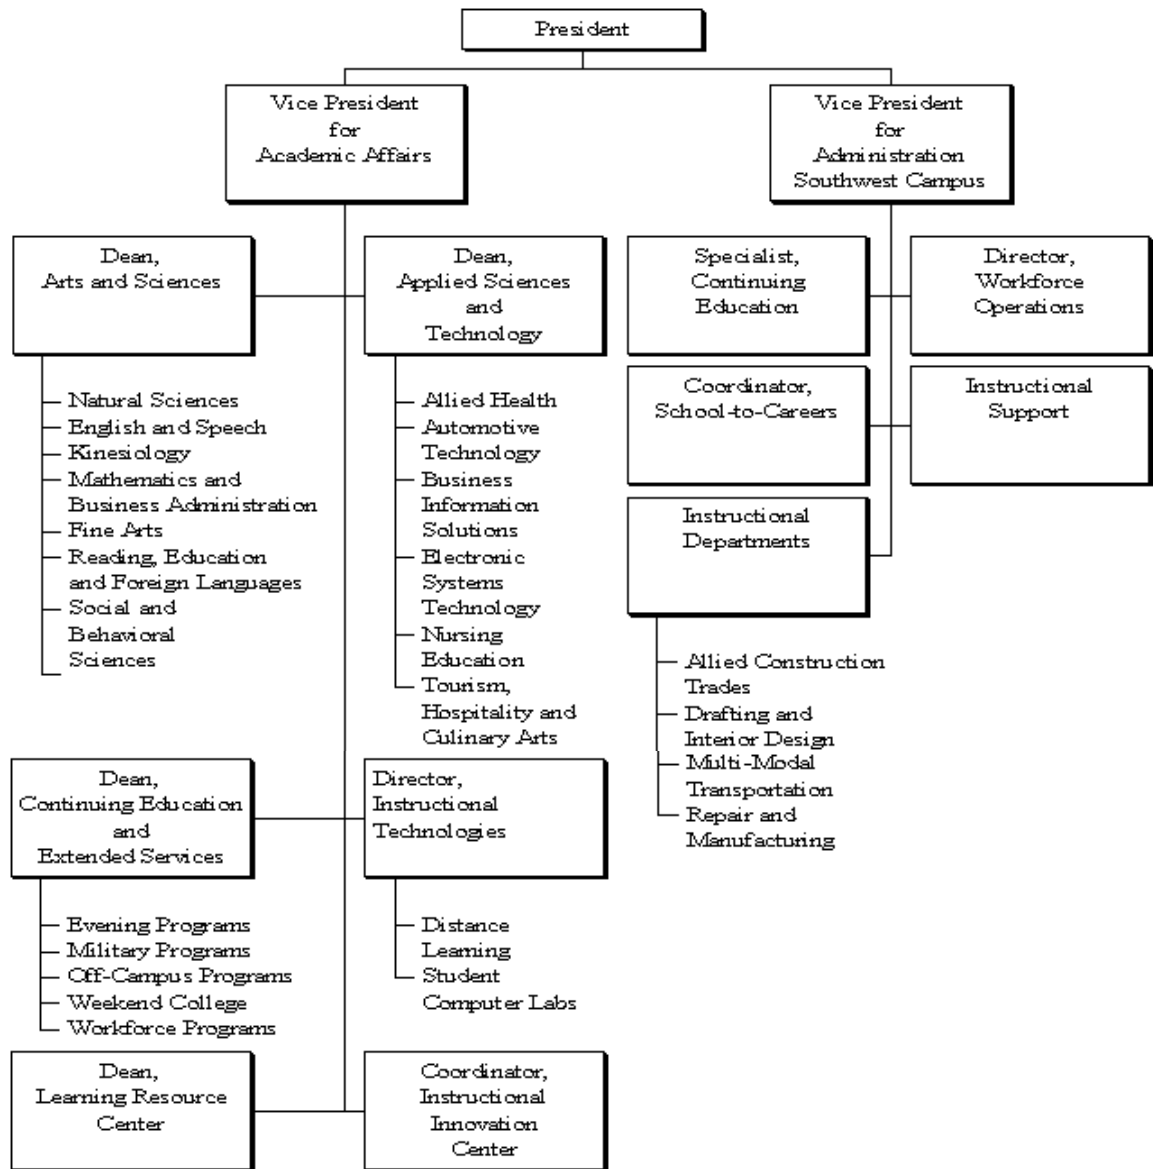 President
Vice President
for
Academic Affairs
Vice President
for
Administration
Southwest Campus
Dean,
Arts and Sciences
Dean,
Applied Sciences
and
Technology
Specialist,
Continuing
Education
Director,
Workforce
Operations
Natural Sciences
English and Speech
Kinesiology
Mathematics and
Business Administration
Fine Arts
Reading, Education
and Foreign Languages
Social and
Behavioral
Sciences
Allied Health
Automotive
Technology
Business
Information
Solutions
Electronic
Systems
Technology
Nursing
Education
Tourism,
Hospitality and
Culinary Arts
Coordinator,
School-to-Careers
Instructional
Support
Instructional
Departments
Allied Construction
Trades
Drafting and
Interior Design
Multi-Modal
Transportation
Repair and
Manufacturing
Dean,
Continuing Education
and
Extended Services
Director,
Instructional
Technologies
Evening Programs
Military Programs
Off-Campus Programs
Weekend College
Workforce Programs
Distance
Learning
Student
Computer Labs
Dean,
Learning Resource
Center
Coordinator,
Instructional
Innovation
Center